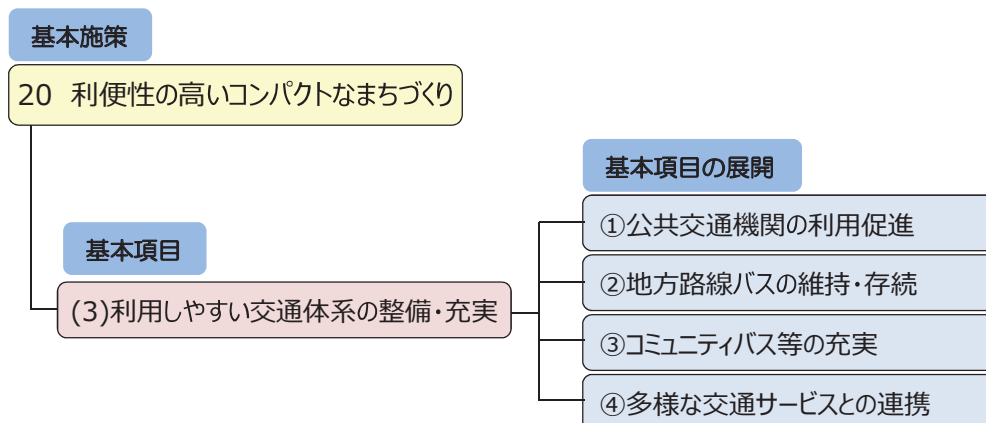 基本施策
20 利便性の高いコンパクトなまちづくり
基本項目
(3)利用しやすい交通体系の整備・充実
基本項目の展開
①公共交通機関の利用促進
②地方路線バスの維持・存続
③コミュニティバス等の充実
④多様な交通サービスとの連携